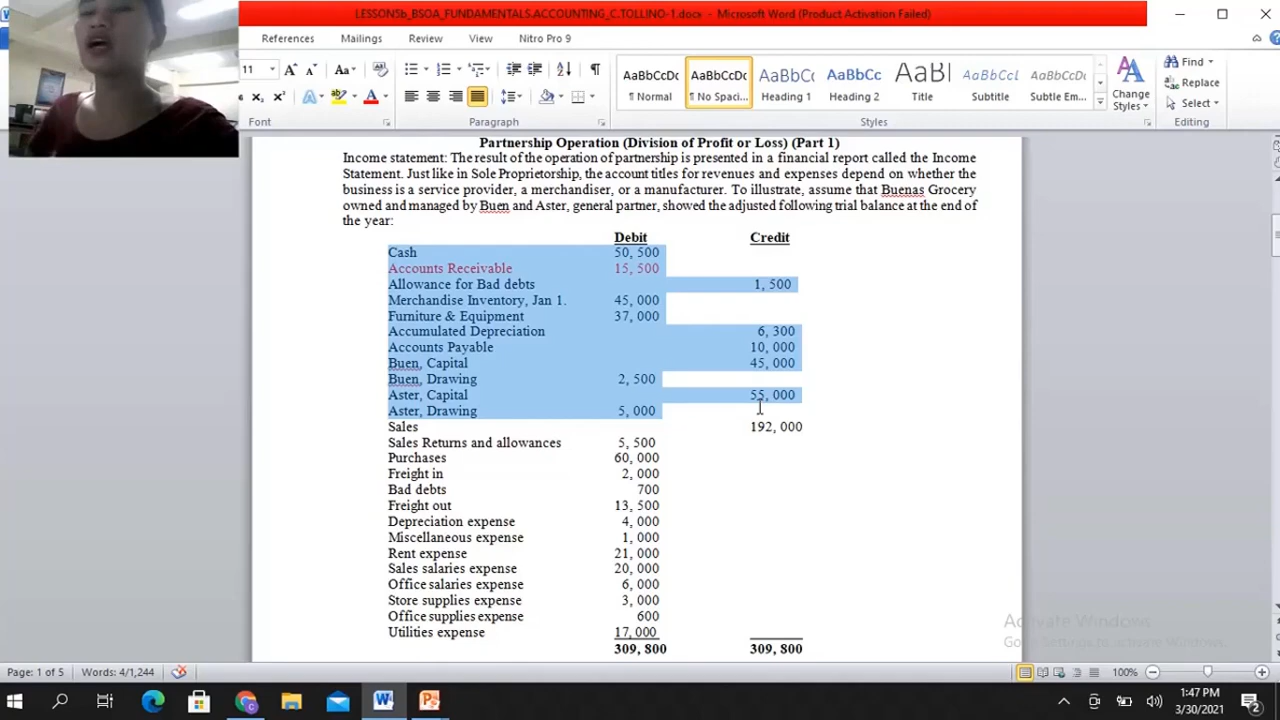 LESSON5b_BSOA_FUNDAMENTALS.ACCOUNTING_C.TOLLINO-1.docx - Microsoft Word (Product Activation Failed)
References Mailings Review View Nitro Pro 9
11 Aa
Font Paragraph Styles Editing
AaBbCcDc AaBbCcDc AaBbCc AaBbCc AaBl AaBbCcDc AaBbCcDc
¶ Normal ¶ No Spaci... Heading 1 Heading 2 Title Subtitle Subtle Em...
Change Styles
Find
Replace
Select
Partnership Operation (Division of Profit or Loss) (Part 1)
Income statement: The result of the operation of partnership is presented in a financial report called the Income
Statement. Just like in Sole Proprietorship, the account titles for revenues and expenses depend on whether the
business is a service provider, a merchandiser, or a manufacturer. To illustrate, assume that Buenas Grocery
owned and managed by Buen and Aster, general partner, showed the adjusted following trial balance at the end of
the year:
Debit Credit
Cash 50, 500
Accounts Receivable 15, 500
Allowance for Bad debts 1, 500
Merchandise Inventory, Jan 1. 45, 000
Furniture & Equipment 37, 000
Accumulated Depreciation 6, 300
Accounts Payable 10, 000
Buen, Capital 45, 000
Buen, Drawing 2, 500
Aster, Capital 55, 000
Aster, Drawing 5, 000
Sales 192, 000
Sales Returns and allowances 5, 500
Purchases 60, 000
Freight in 2, 000
Bad debts 700
Freight out 13, 500
Depreciation expense 4, 000
Miscellaneous expense 1, 000
Rent expense 21, 000
Sales salaries expense 20, 000
Office salaries expense 6, 000
Store supplies expense 3, 000
Office supplies expense 600
Utilities expense 17, 000
309, 800 309, 800
Activate Windows
Page: 1 of 5 Words: 4/1,244 100%
1:47 PM
3/30/2021